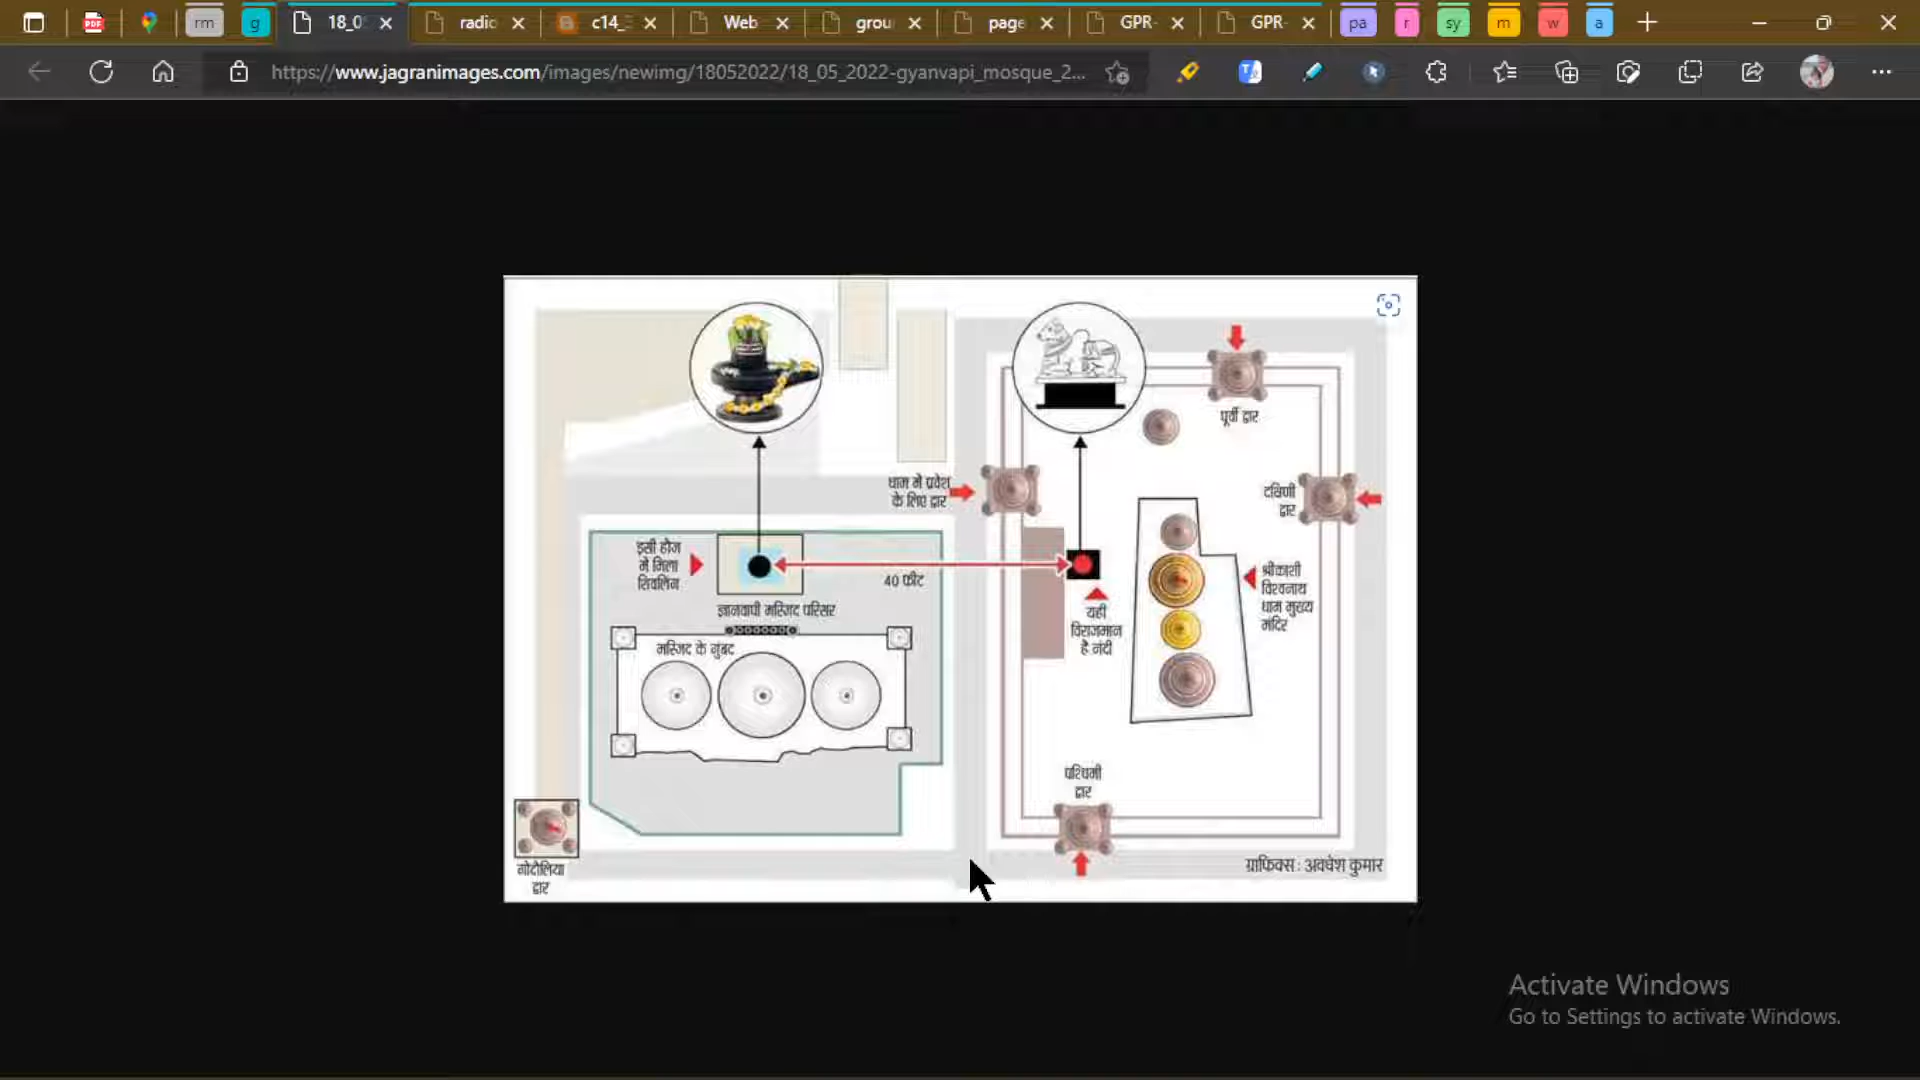 rm
g
18_0
radio
c14_
Web
grou
page
GPR-
GPR-
pa
r
sy
m
w
a
https://www.jagranimages.com/images/newimg/18052022/18_05_2022-gyanvapi_mosque_2...
पूर्वी द्वार
धाम में प्रवेश
के लिए द्वार
दक्षिणी
द्वार
इसी हौज
में मिला
शिवलिंग
40 फीट
ज्ञानवापी मस्जिद परिसर
श्रीकाशी
विश्वनाथ
धाम मुख्य
मंदिर
यहीं
विराजमान
है नंदी
मस्जिद के गुंबद
पश्चिमी
द्वार
गोदौलिया
द्वार
ग्राफिक्स : अवधेश कुमार
Activate Windows
Go to Settings to activate Windows.